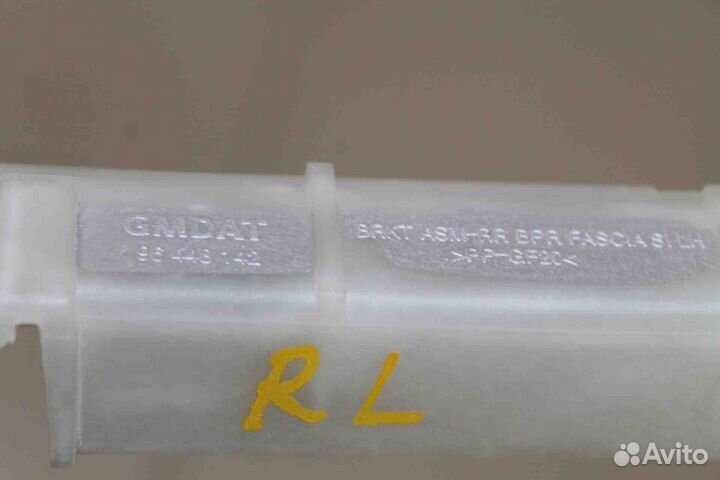 GMDAT
96 448 142
BRKT ASM-RR BPR FASCIA SI LH
>PP-GF20<
RL
Avito